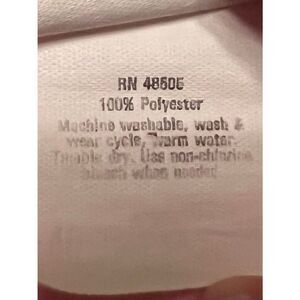 RN 48605
100% Polyester
Machine washable, wash &
wear cycle, warm water.
Tumble dry. Use non-chlorine
bleach when needed.